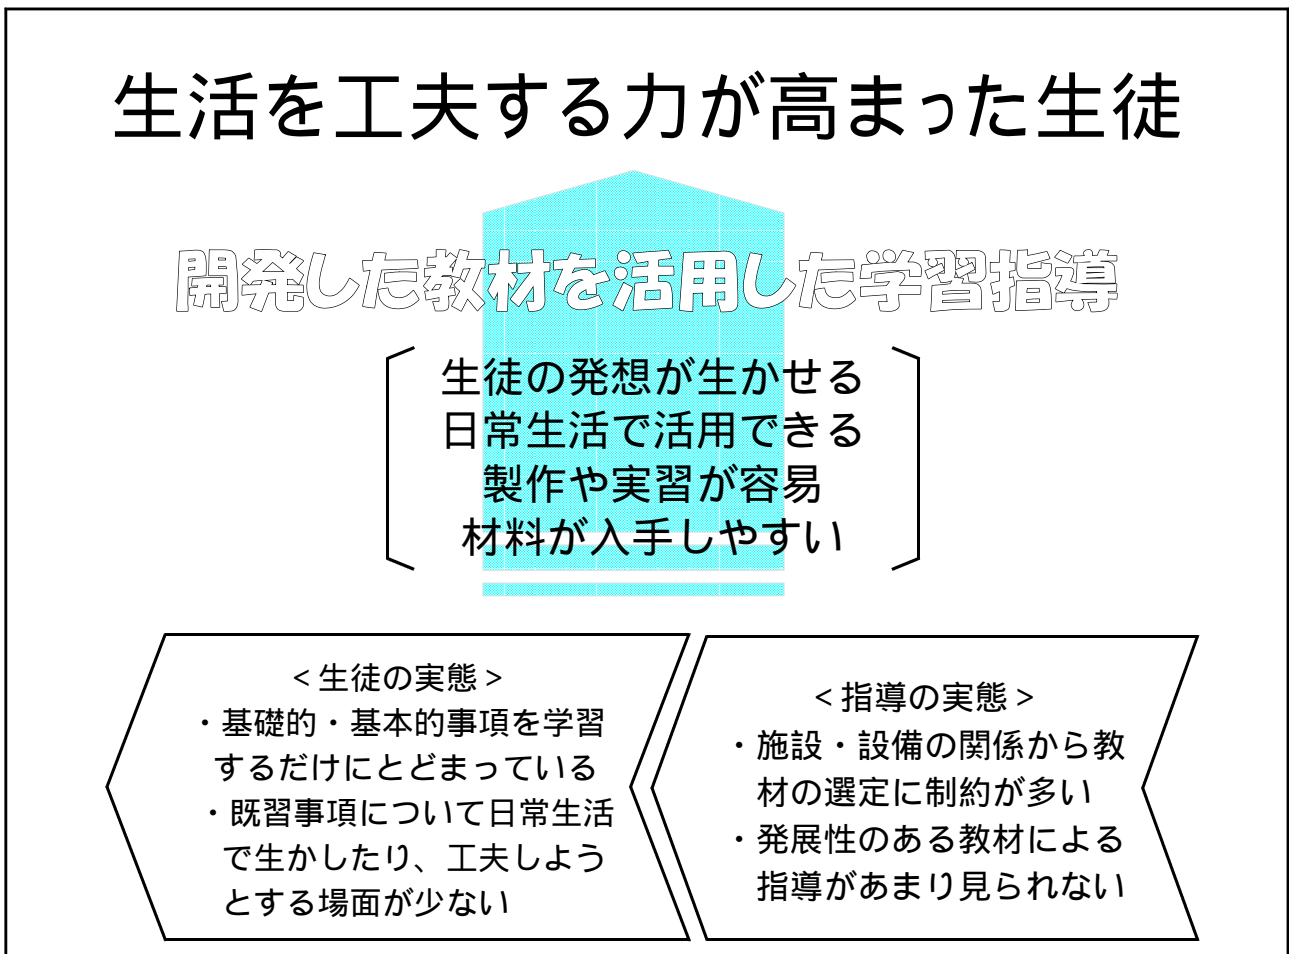 生活を工夫する力が高まった生徒
開発した教材を活用した学習指導
生徒の発想が生かせる
日常生活で活用できる
製作や実習が容易
材料が入手しやすい
<生徒の実態>
・基礎的・基本的事項を学習
するだけにとどまっている
・既習事項について日常生活
で生かしたり、工夫しよう
とする場面が少ない
<指導の実態>
・施設・設備の関係から教
材の選定に制約が多い
・発展性のある教材による
指導があまり見られない